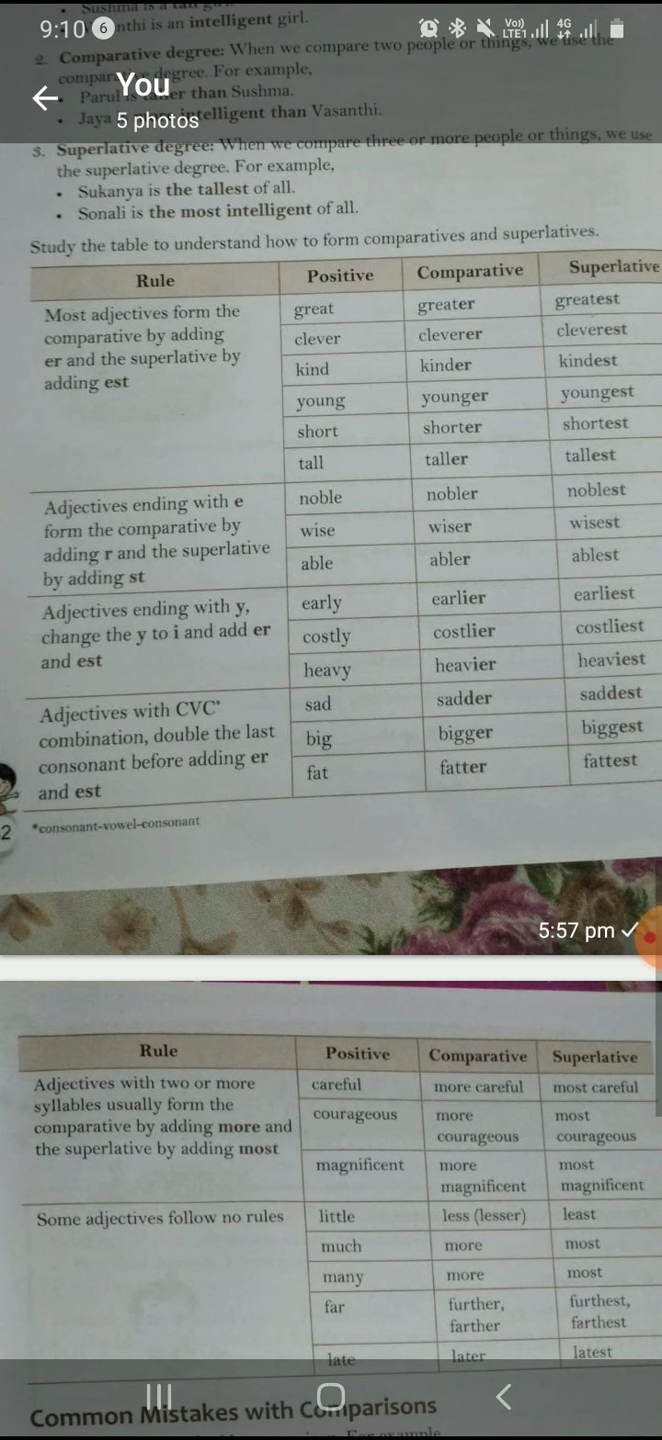 Sushma is a tall
nthi is an intelligent girl.
9:10 6 Vo)) LTE1 4G
2. Comparative degree: When we compare two people or things, we use the
degree. For example,
You
Parul is taller than Sushma.
5 photos
Jaya intelligent than Vasanthi.
3. Superlative degree: When we compare three or more people or things, we use
the superlative degree. For example,
• Sukanya is the tallest of all.
• Sonali is the most intelligent of all.
Study the table to understand how to form comparatives and superlatives.
Rule Positive Comparative Superlative
Most adjectives form the great greater greatest
comparative by adding clever cleverer cleverest
er and the superlative by kind kinder kindest
adding est young younger youngest
short shorter shortest
tall taller tallest
Adjectives ending with e noble nobler noblest
form the comparative by wise wiser wisest
adding r and the superlative able abler ablest
by adding st
Adjectives ending with y, early earlier earliest
change the y to i and add er costly costlier costliest
and est heavy heavier heaviest
Adjectives with CVC* sad sadder saddest
combination, double the last big bigger biggest
consonant before adding er fat fatter fattest
and est
2 *consonant-vowel-consonant
5:57 pm
Rule Positive Comparative Superlative
Adjectives with two or more careful more careful most careful
syllables usually form the courageous more most
comparative by adding more and courageous courageous
the superlative by adding most magnificent more most
magnificent magnificent
Some adjectives follow no rules little less (lesser) least
much more most
many more most
far further, furthest,
farther farthest
late later latest
Common Mistakes with Comparisons
For example